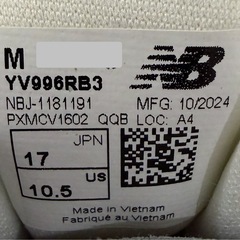 M
NB
YV996RB3
NBJ-1181191 MFG: 10/2024
PXMCV1602 QQB LOC: A4
JPN
17
US
10.5
Made in Vietnam
Fabriqué au Vietnam